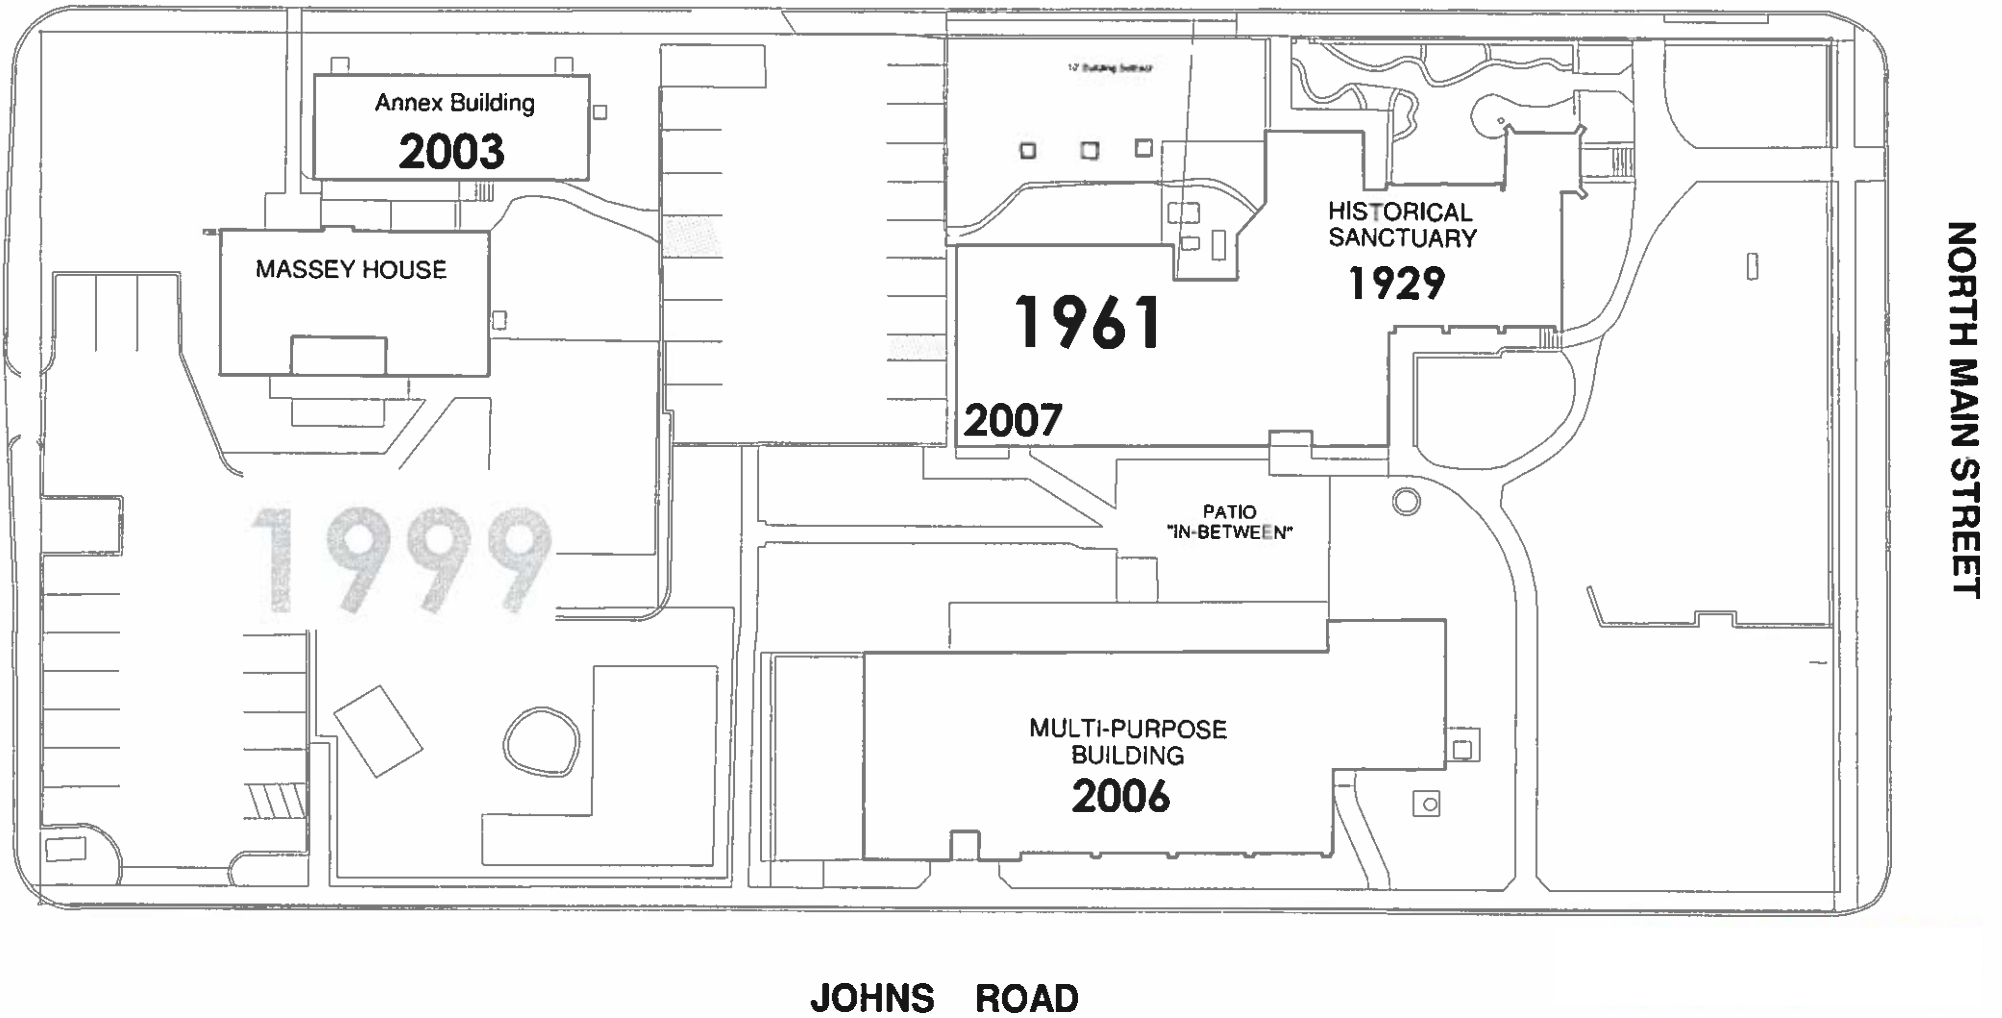 Annex Building
2003
MASSEY HOUSE
HISTORICAL
SANCTUARY
1929
1961
2007
1999
PATIO
"IN-BETWEEN"
MULTI-PURPOSE
BUILDING
2006
NORTH MAIN STREET
JOHNS ROAD